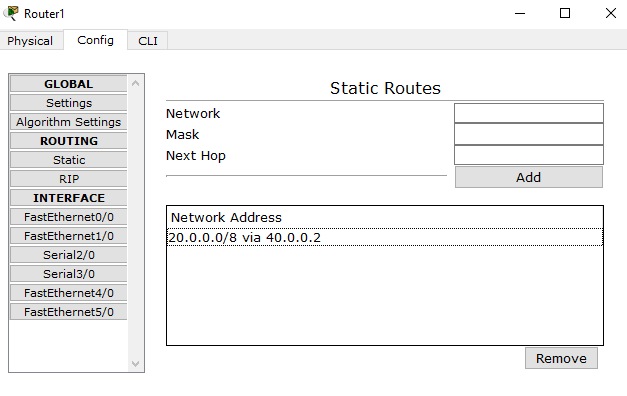 Router1
Physical Config CLI
GLOBAL
Settings
Algorithm Settings
ROUTING
Static
RIP
INTERFACE
FastEthernet0/0
FastEthernet1/0
Serial2/0
Serial3/0
FastEthernet4/0
FastEthernet5/0
Static Routes
Network
Mask
Next Hop
Add
Network Address
20.0.0.0/8 via 40.0.0.2
Remove